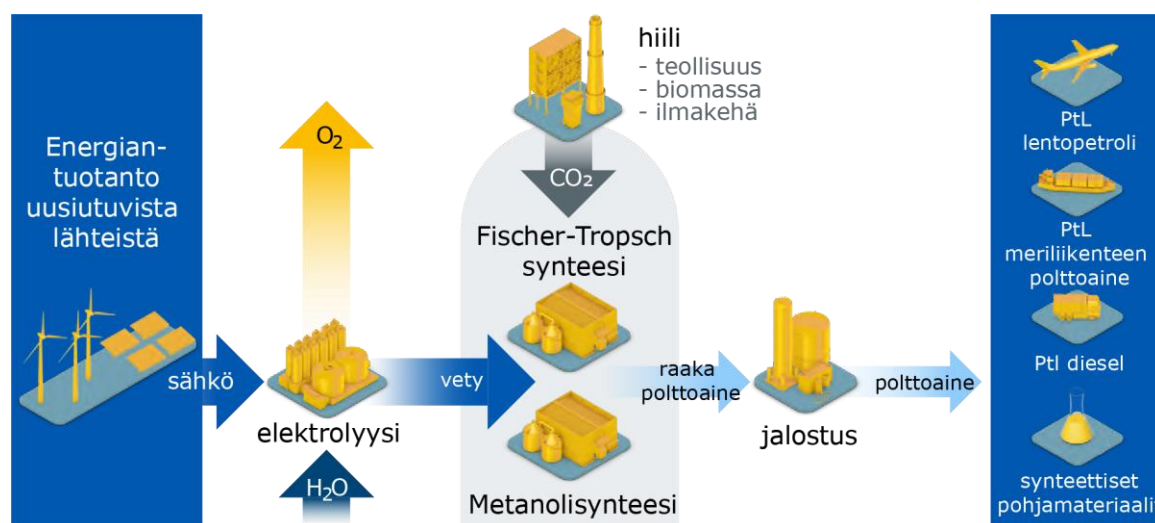 Energian-
tuotanto
uusiutuvista
lähteistä
sähkö
O₂
elektrolyysi
H₂O
vety
hiili
- teollisuus
- biomassa
- ilmakehä
CO₂
Fischer-Tropsch
synteesi
Metanolisynteesi
raaka
polttoaine
jalostus
polttoaine
PtL
lentopetroli
PtL
meriliikenteen
polttoaine
Ptl diesel
synteettiset
pohjamateriaalit